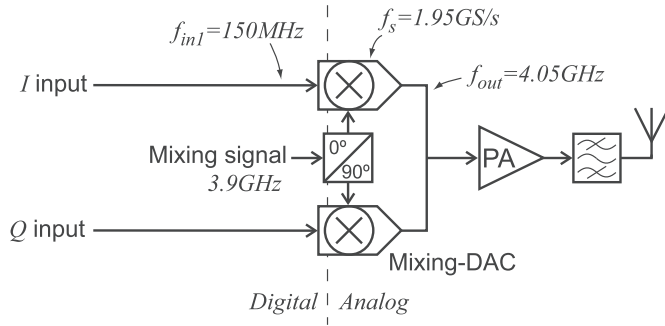 f_in1=150MHz
f_s=1.95GS/s
I input
f_out=4.05GHz
Mixing signal
3.9GHz
0º
90º
PA
Q input
Mixing-DAC
Digital
Analog